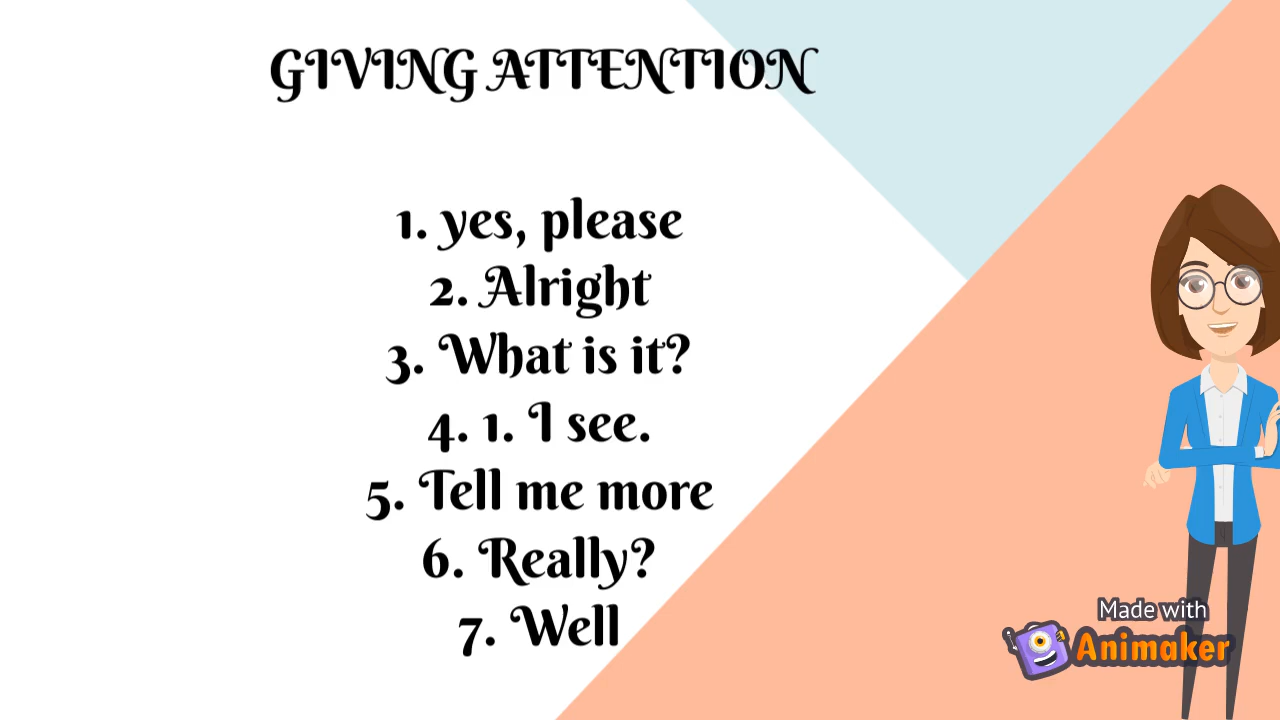 GIVING ATTENTION
1. yes, please
2. Alright
3. What is it?
4. 1. I see.
5. Tell me more
6. Really?
7. Well
Made with
Animaker